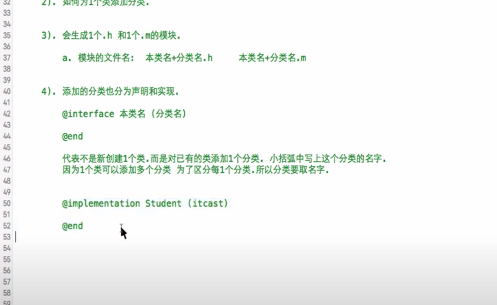 32 2). 如何为1个类添加分类.
33
34
35 3). 会生成1个.h 和1个.m的模块.
36
37 a. 模块的文件名: 本类名+分类名.h 本类名+分类名.m
38
39
40 4). 添加的分类也分为声明和实现.
41
42 @interface 本类名 (分类名)
43
44 @end
45
46 代表不是新创建1个类.而是对已有的类添加1个分类. 小括弧中写上这个分类的名字.
47 因为1个类可以添加多个分类 为了区分每1个分类.所以分类要取名字.
48
49
50 @implementation Student (itcast)
51
52 @end
53
54
55
56
57
58
59